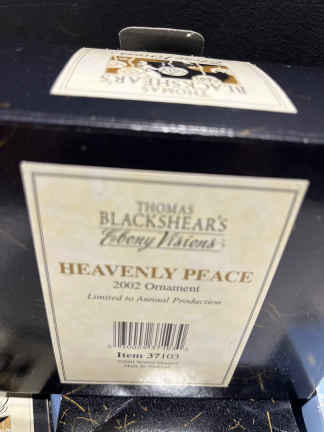 THOMAS
BLACKSHEAR'S
THOMAS
BLACKSHEAR'S
Ebony Visions
HEAVENLY PEACE
2002 Ornament
Limited to Annual Production
Item 37103